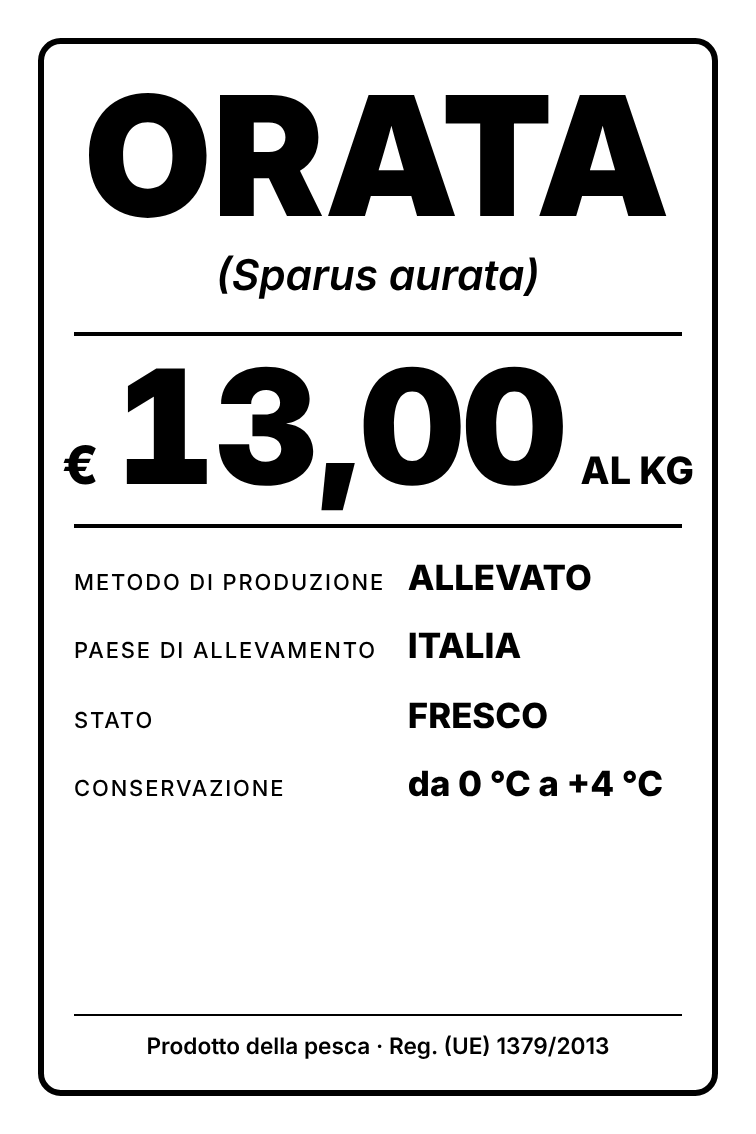 ORATA
(Sparus aurata)
€ 13,00 AL KG
METODO DI PRODUZIONE ALLEVATO
PAESE DI ALLEVAMENTO ITALIA
STATO FRESCO
CONSERVAZIONE da 0 °C a +4 °C
Prodotto della pesca · Reg. (UE) 1379/2013